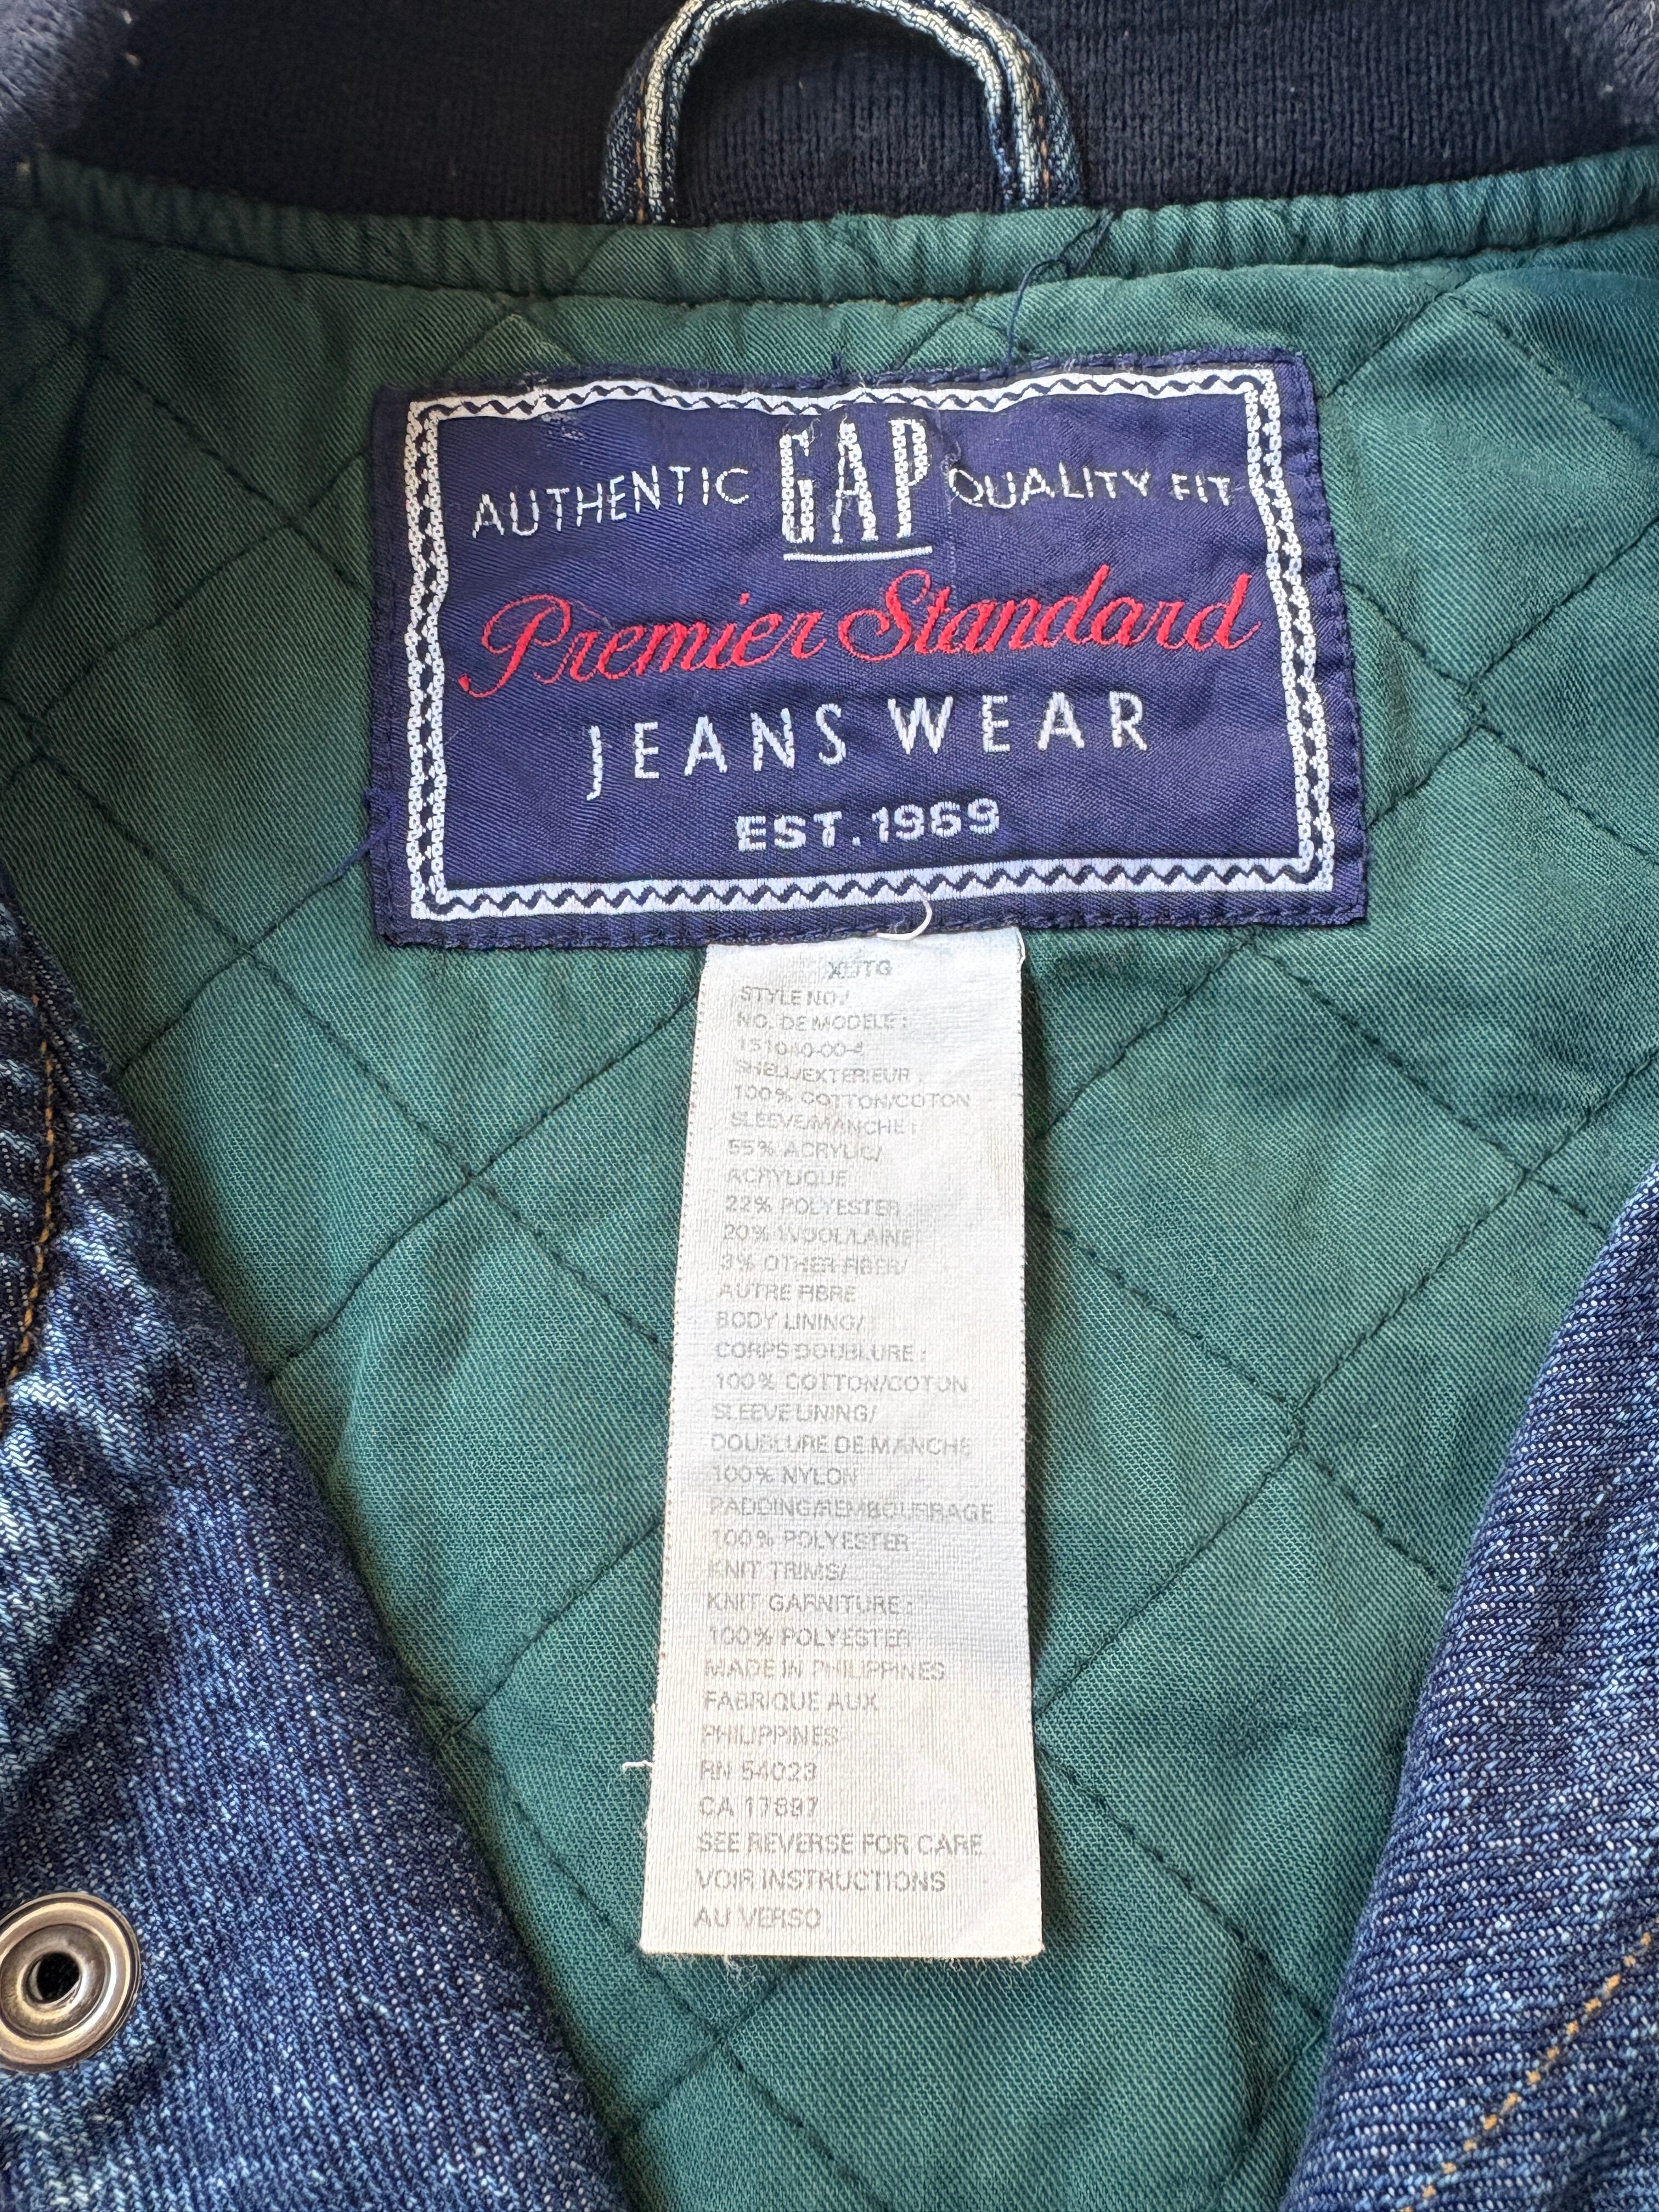 AUTHENTIC GAP QUALITY FIT
Premier Standard
JEANS WEAR
EST. 1969
XL/TG
STYLE NO./
NO. DE MODELE :
SHELL/EXTERIEUR :
100% COTTON/COTON
SLEEVE/MANCHE :
55% ACRYLIC/
ACRYLIQUE
22% POLYESTER
20% WOOL/LAINE
3% OTHER FIBER/
AUTRE FIBRE
BODY LINING/
CORPS DOUBLURE :
100% COTTON/COTON
SLEEVE LINING/
DOUBLURE DE MANCHE
100% NYLON
PADDING/REMBOURRAGE
100% POLYESTER
KNIT TRIMS/
KNIT GARNITURE :
100% POLYESTER
MADE IN PHILIPPINES
FABRIQUE AUX
PHILIPPINES
RN 54023
CA 17897
SEE REVERSE FOR CARE
VOIR INSTRUCTIONS
AU VERSO